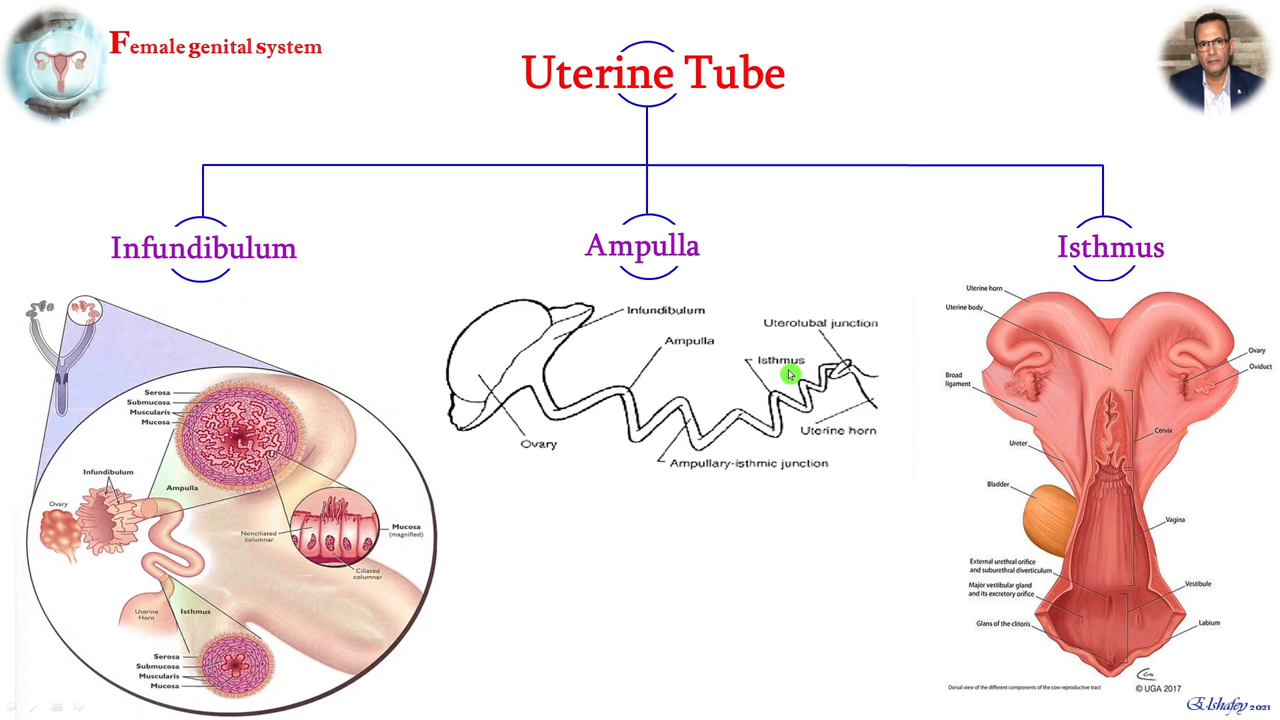 Female genital system
Uterine Tube
Infundibulum
Ampulla
Isthmus
Serosa
Submucosa
Muscularis
Mucosa
Infundibulum
Ovary
Ampulla
Nonciliated
columnar
Mucosa
(magnified)
Ciliated
columnar
Uterine
Horn
Isthmus
Serosa
Submucosa
Muscularis
Mucosa
Infundibulum
Ampulla
Uterotubal junction
Isthmus
Ovary
Uterine horn
Ampullary-isthmic junction
Uterine horn
Uterine body
Ovary
Oviduct
Broad
ligament
Cervix
Ureter
Bladder
Vagina
External urethral orifice
and suburethral diverticulum
Major vestibular gland
and its excretory orifice
Vestibule
Glans of the clitoris
Labium
Dorsal view of the different components of the cow reproductive tract
© UGA 2017
Elshafey 2021